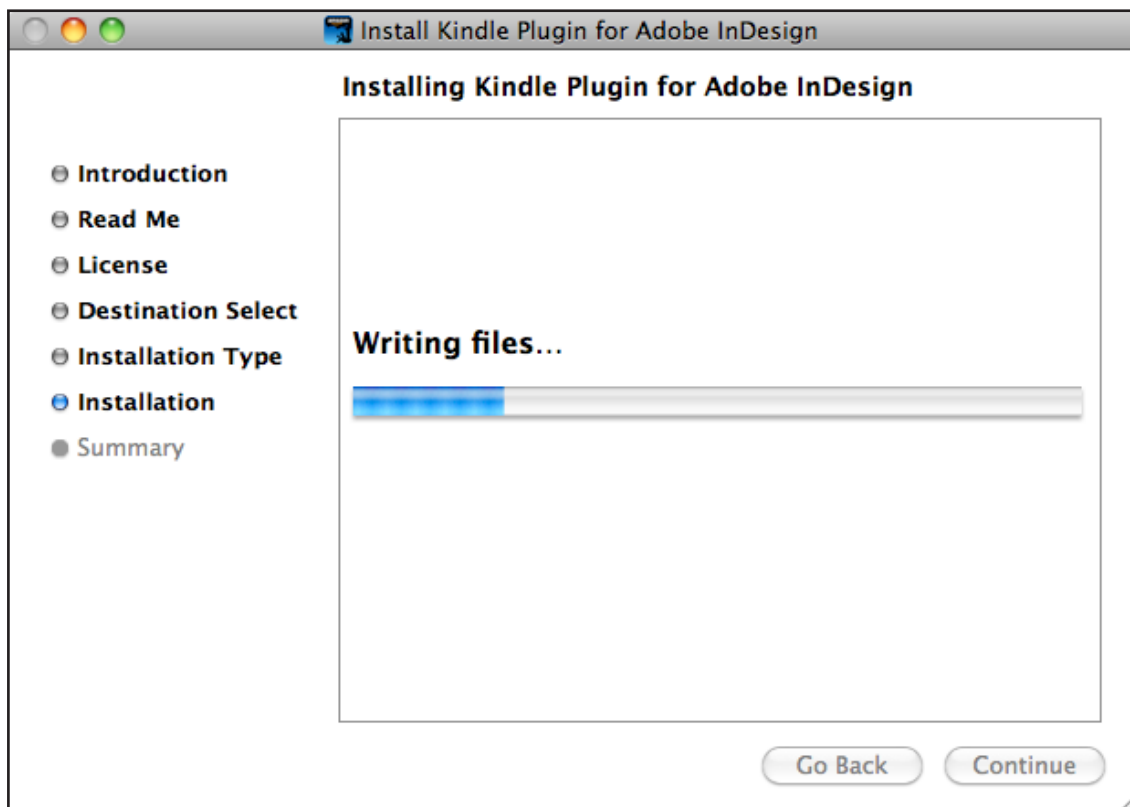 Install Kindle Plugin for Adobe InDesign
Installing Kindle Plugin for Adobe InDesign
Introduction
Read Me
License
Destination Select
Installation Type
Installation
Summary
Writing files...
Go Back
Continue